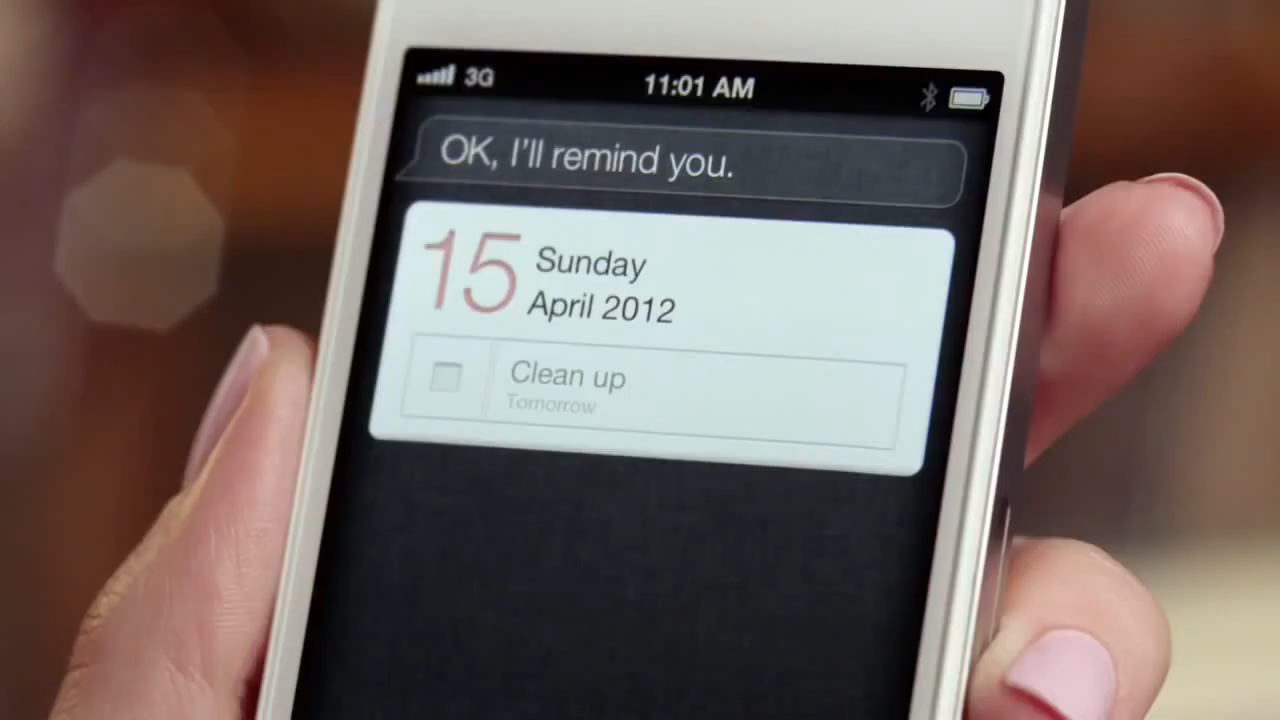 3G 11:01 AM
OK, I'll remind you.
15 Sunday
April 2012
Clean up
Tomorrow